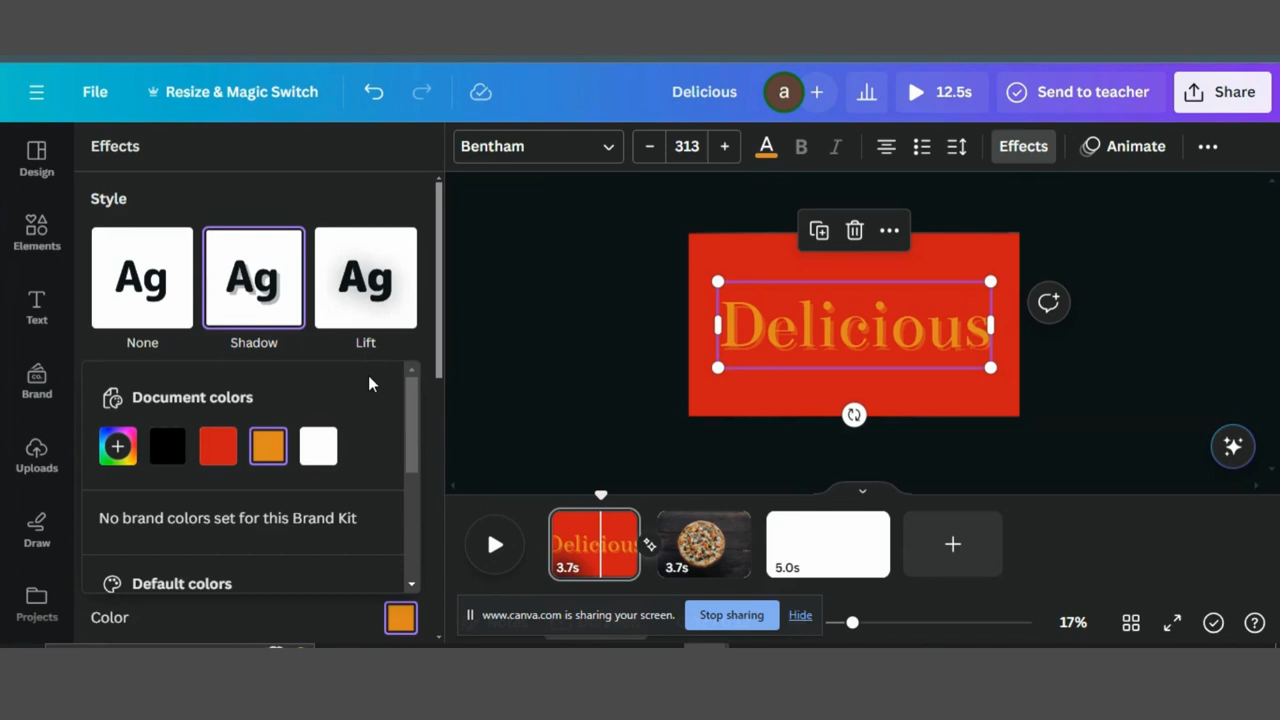 File
Resize & Magic Switch
Delicious
a
12.5s
Send to teacher
Share
Design
Elements
Text
Brand
Uploads
Draw
Projects
Effects
Style
Ag
Ag
Ag
None
Shadow
Lift
Document colors
No brand colors set for this Brand Kit
Default colors
Color
Bentham
313
A
B
I
Effects
Animate
Delicious
Delicious
3.7s
3.7s
5.0s
www.canva.com is sharing your screen.
Stop sharing
Hide
17%